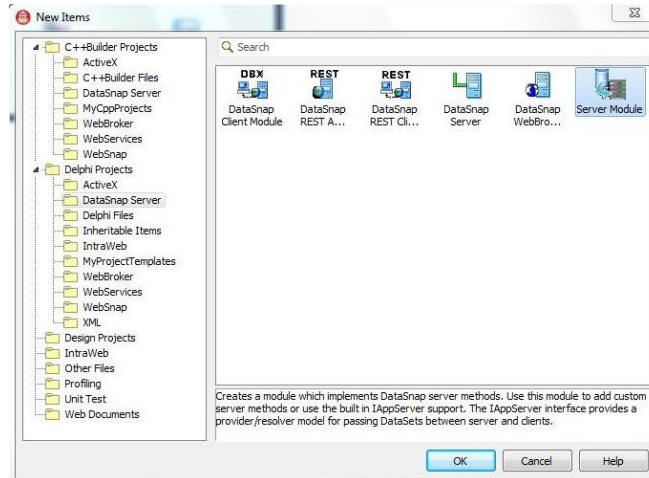 New Items
C++Builder Projects
ActiveX
C++Builder Files
DataSnap Server
MyCppProjects
WebBroker
WebServices
WebSnap
Delphi Projects
ActiveX
DataSnap Server
Delphi Files
Inheritable Items
IntraWeb
MyProjectTemplates
WebBroker
WebServices
WebSnap
XML
Design Projects
IntraWeb
Other Files
Profiling
Unit Test
Web Documents
Search
DBX
DataSnap
Client Module
REST
DataSnap
REST A...
REST
DataSnap
REST Cli...
DataSnap
Server
DataSnap
WebBro...
Server Module
Creates a module which implements DataSnap server methods. Use this module to add custom
server methods or use the built in IAppServer support. The IAppServer interface provides a
provider/resolver model for passing DataSets between server and clients.
OK
Cancel
Help